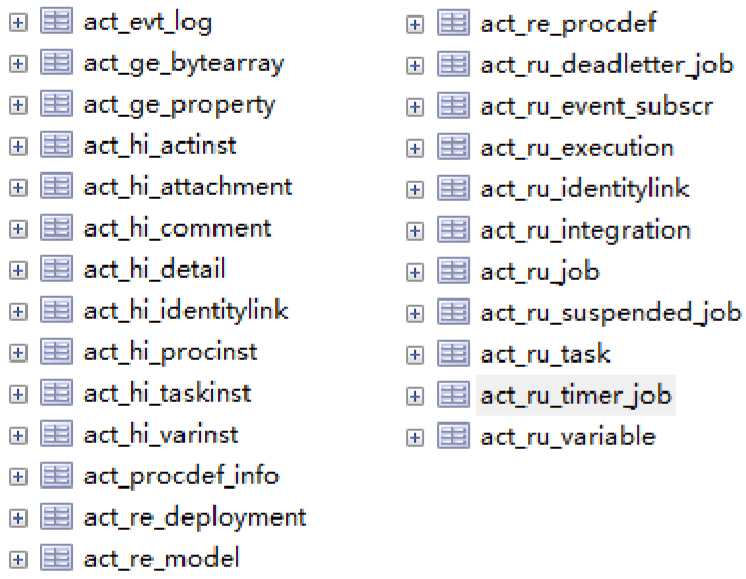 act_evt_log
act_ge_bytearray
act_ge_property
act_hi_actinst
act_hi_attachment
act_hi_comment
act_hi_detail
act_hi_identitylink
act_hi_procinst
act_hi_taskinst
act_hi_varinst
act_procdef_info
act_re_deployment
act_re_model
act_re_procdef
act_ru_deadletter_job
act_ru_event_subscr
act_ru_execution
act_ru_identitylink
act_ru_integration
act_ru_job
act_ru_suspended_job
act_ru_task
act_ru_timer_job
act_ru_variable